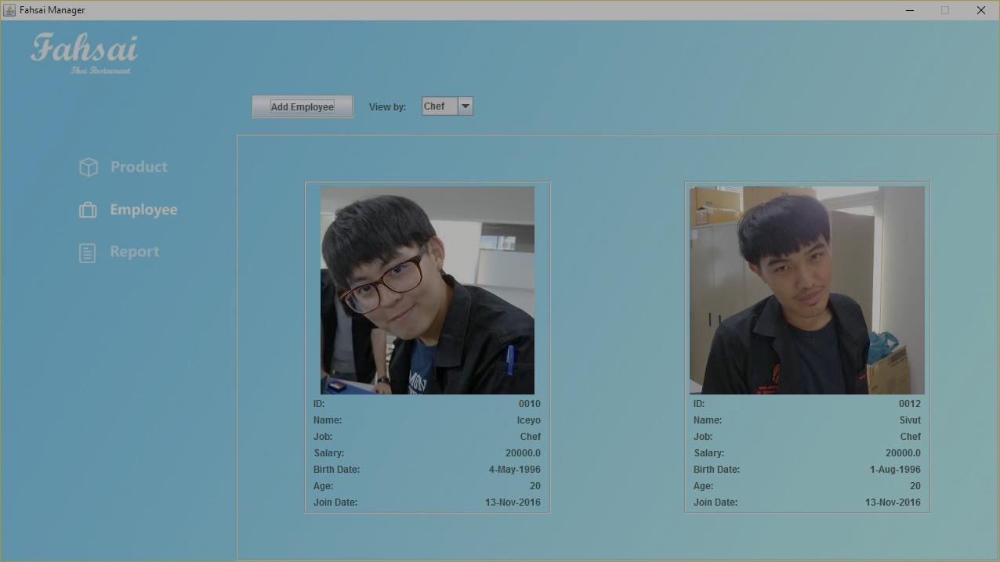 Fahsai Manager
Fahsai
Thai Restaurant
Add Employee
View by:
Chef
Product
Employee
Report
ID: 0010
Name: Iceyo
Job: Chef
Salary: 20000.0
Birth Date: 4-May-1996
Age: 20
Join Date: 13-Nov-2016
ID: 0012
Name: Sivut
Job: Chef
Salary: 20000.0
Birth Date: 1-Aug-1996
Age: 20
Join Date: 13-Nov-2016